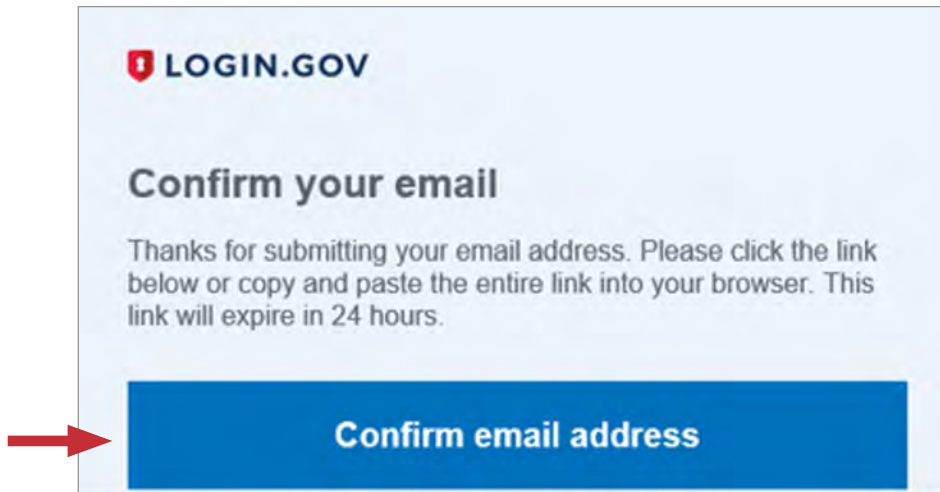 LOGIN.GOV
Confirm your email
Thanks for submitting your email address. Please click the link
below or copy and paste the entire link into your browser. This
link will expire in 24 hours.
Confirm email address